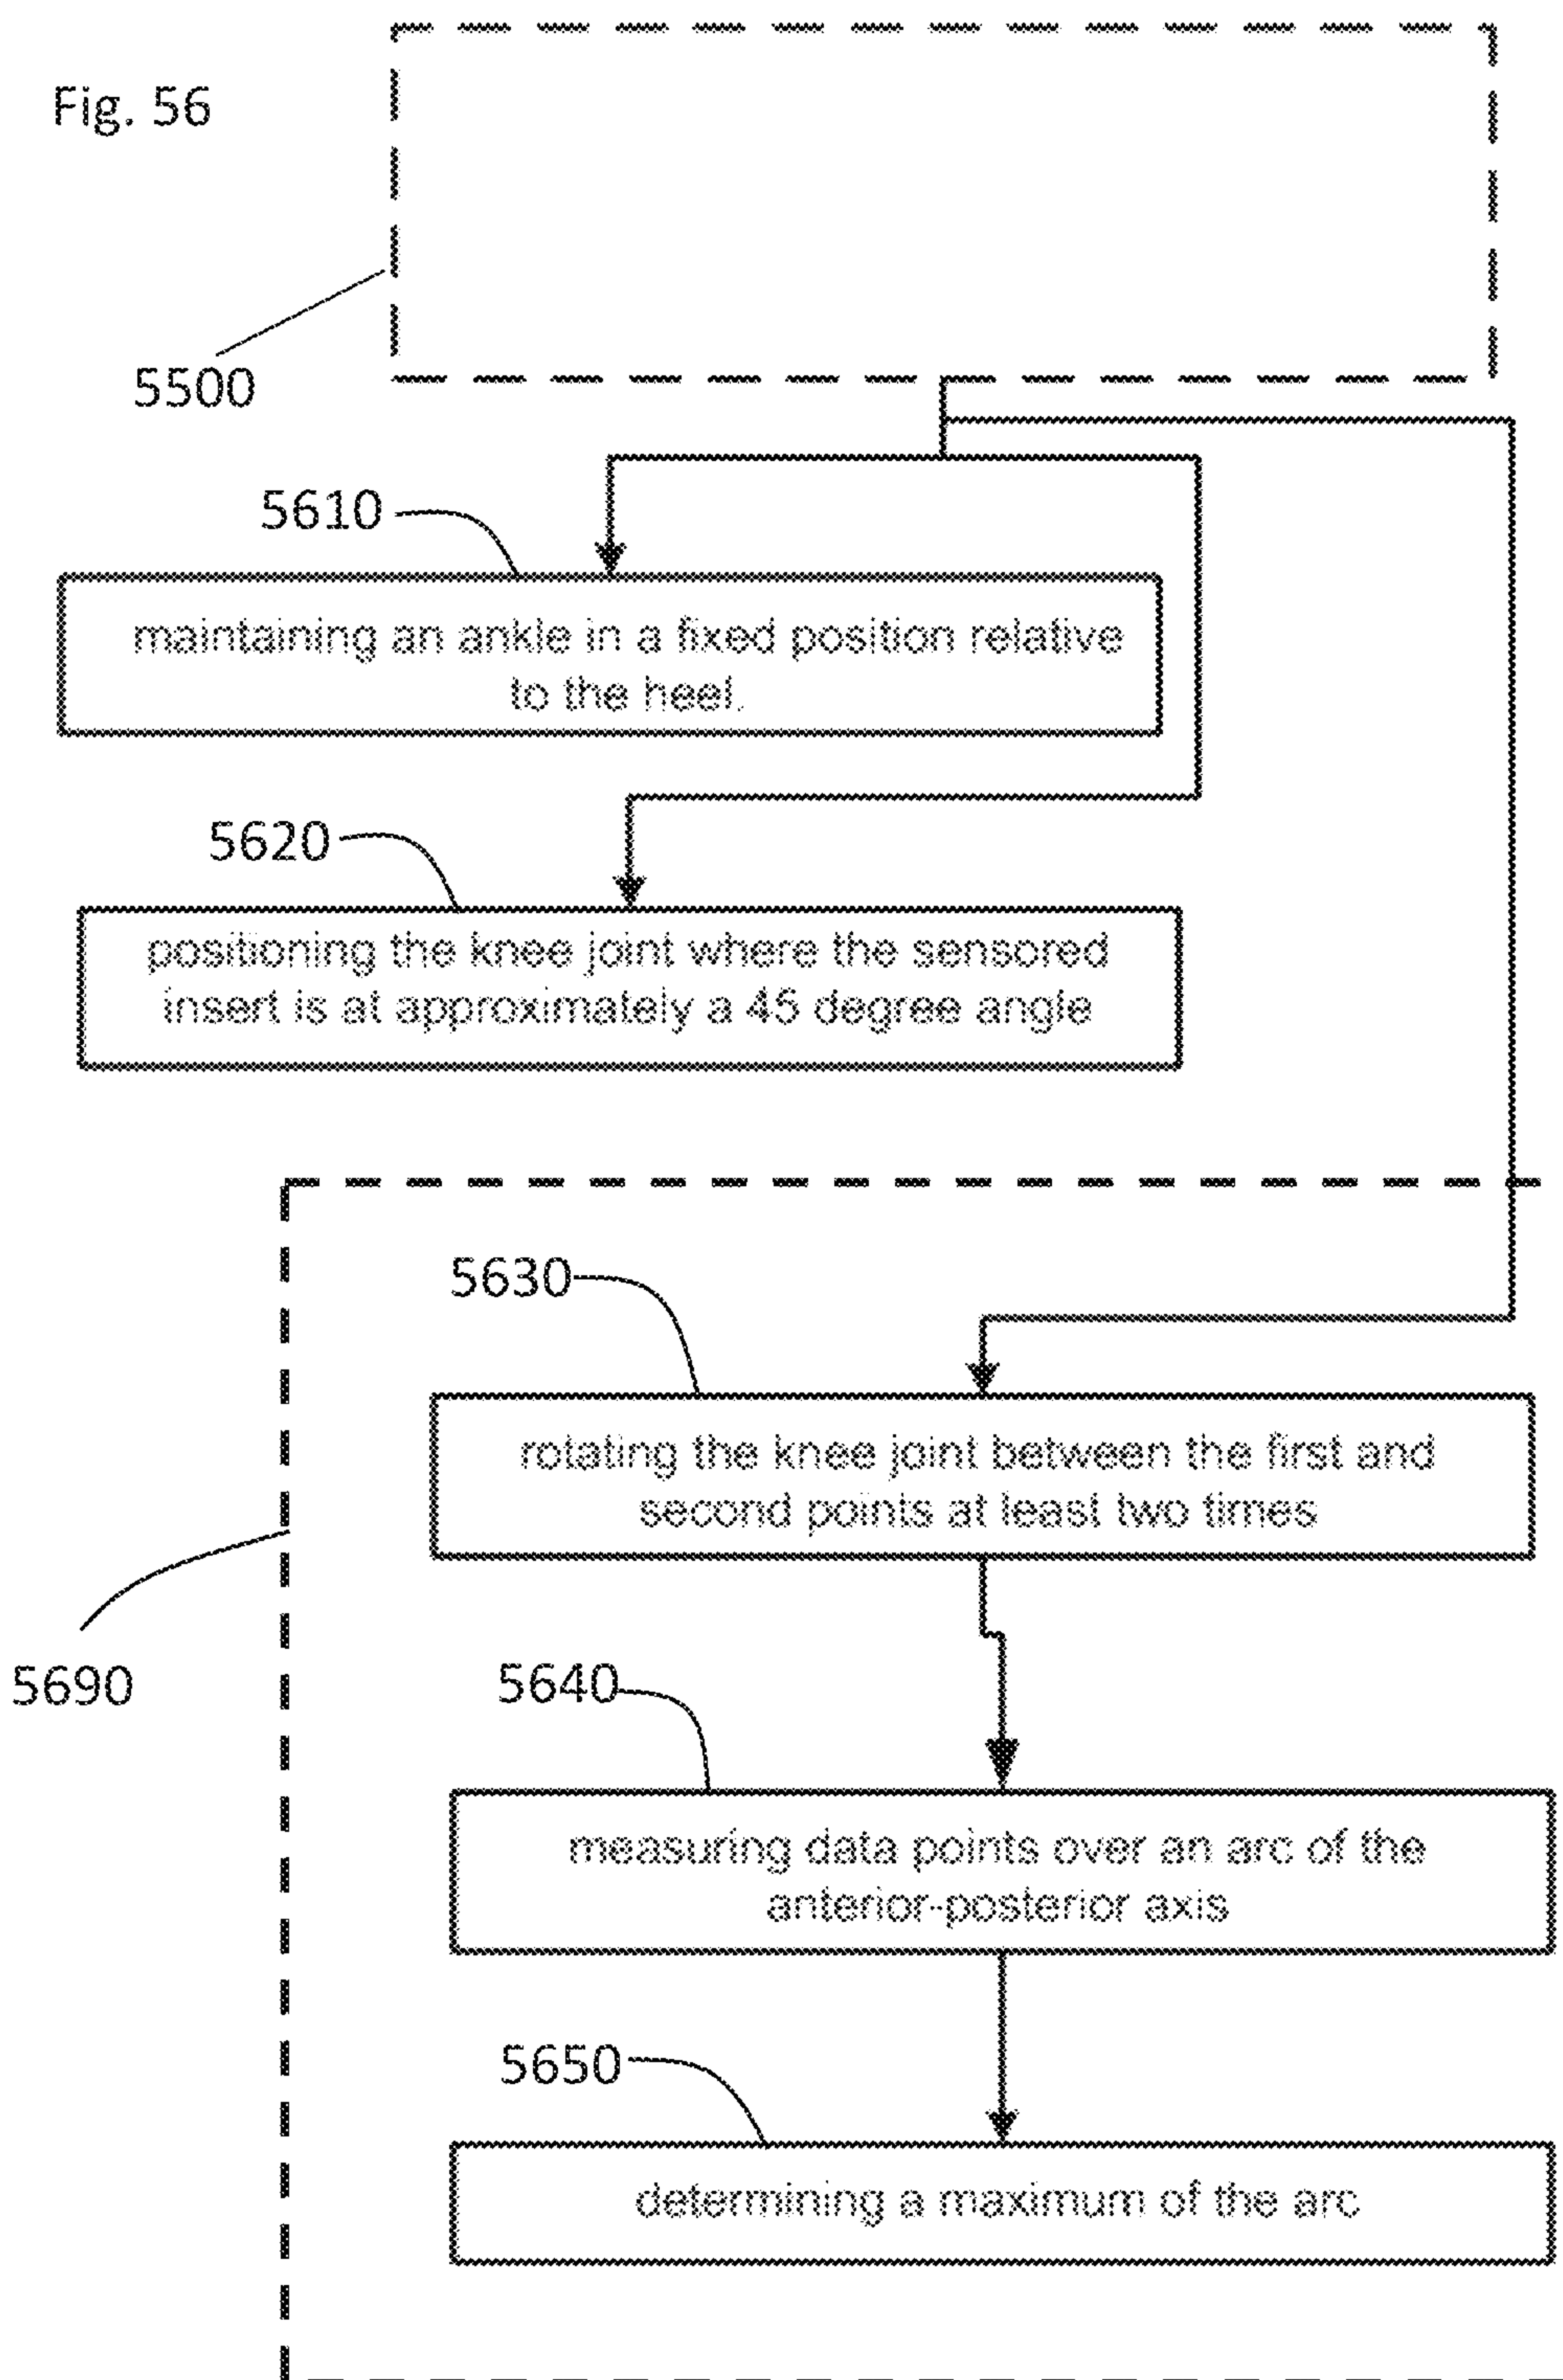 Fig. 56
5500
5610
maintaining an ankle in a fixed position relative
to the heel.
5620
positioning the knee joint where the sensored
insert is at approximately a 45 degree angle
5630
rotating the knee joint between the first and
second points at least two times
5690
5640
measuring data points over an arc of the
anterior-posterior axis
5650
determining a maximum of the arc